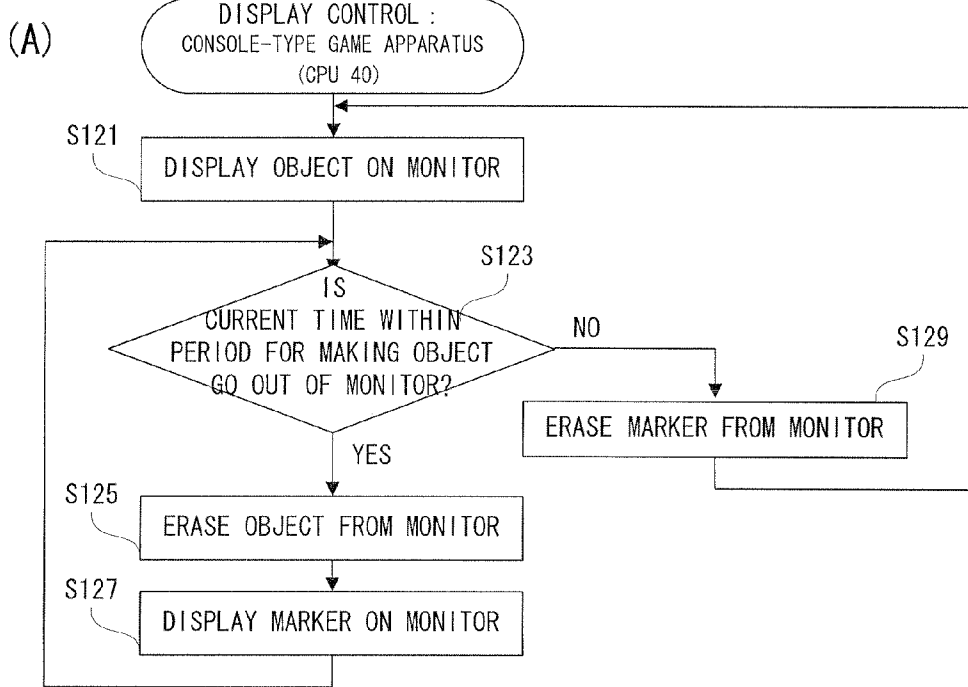 (A)
DISPLAY CONTROL :
CONSOLE-TYPE GAME APPARATUS
(CPU 40)
S121
DISPLAY OBJECT ON MONITOR
S123
IS
CURRENT TIME WITHIN
PERIOD FOR MAKING OBJECT
GO OUT OF MONITOR?
NO
S129
ERASE MARKER FROM MONITOR
YES
S125
ERASE OBJECT FROM MONITOR
S127
DISPLAY MARKER ON MONITOR